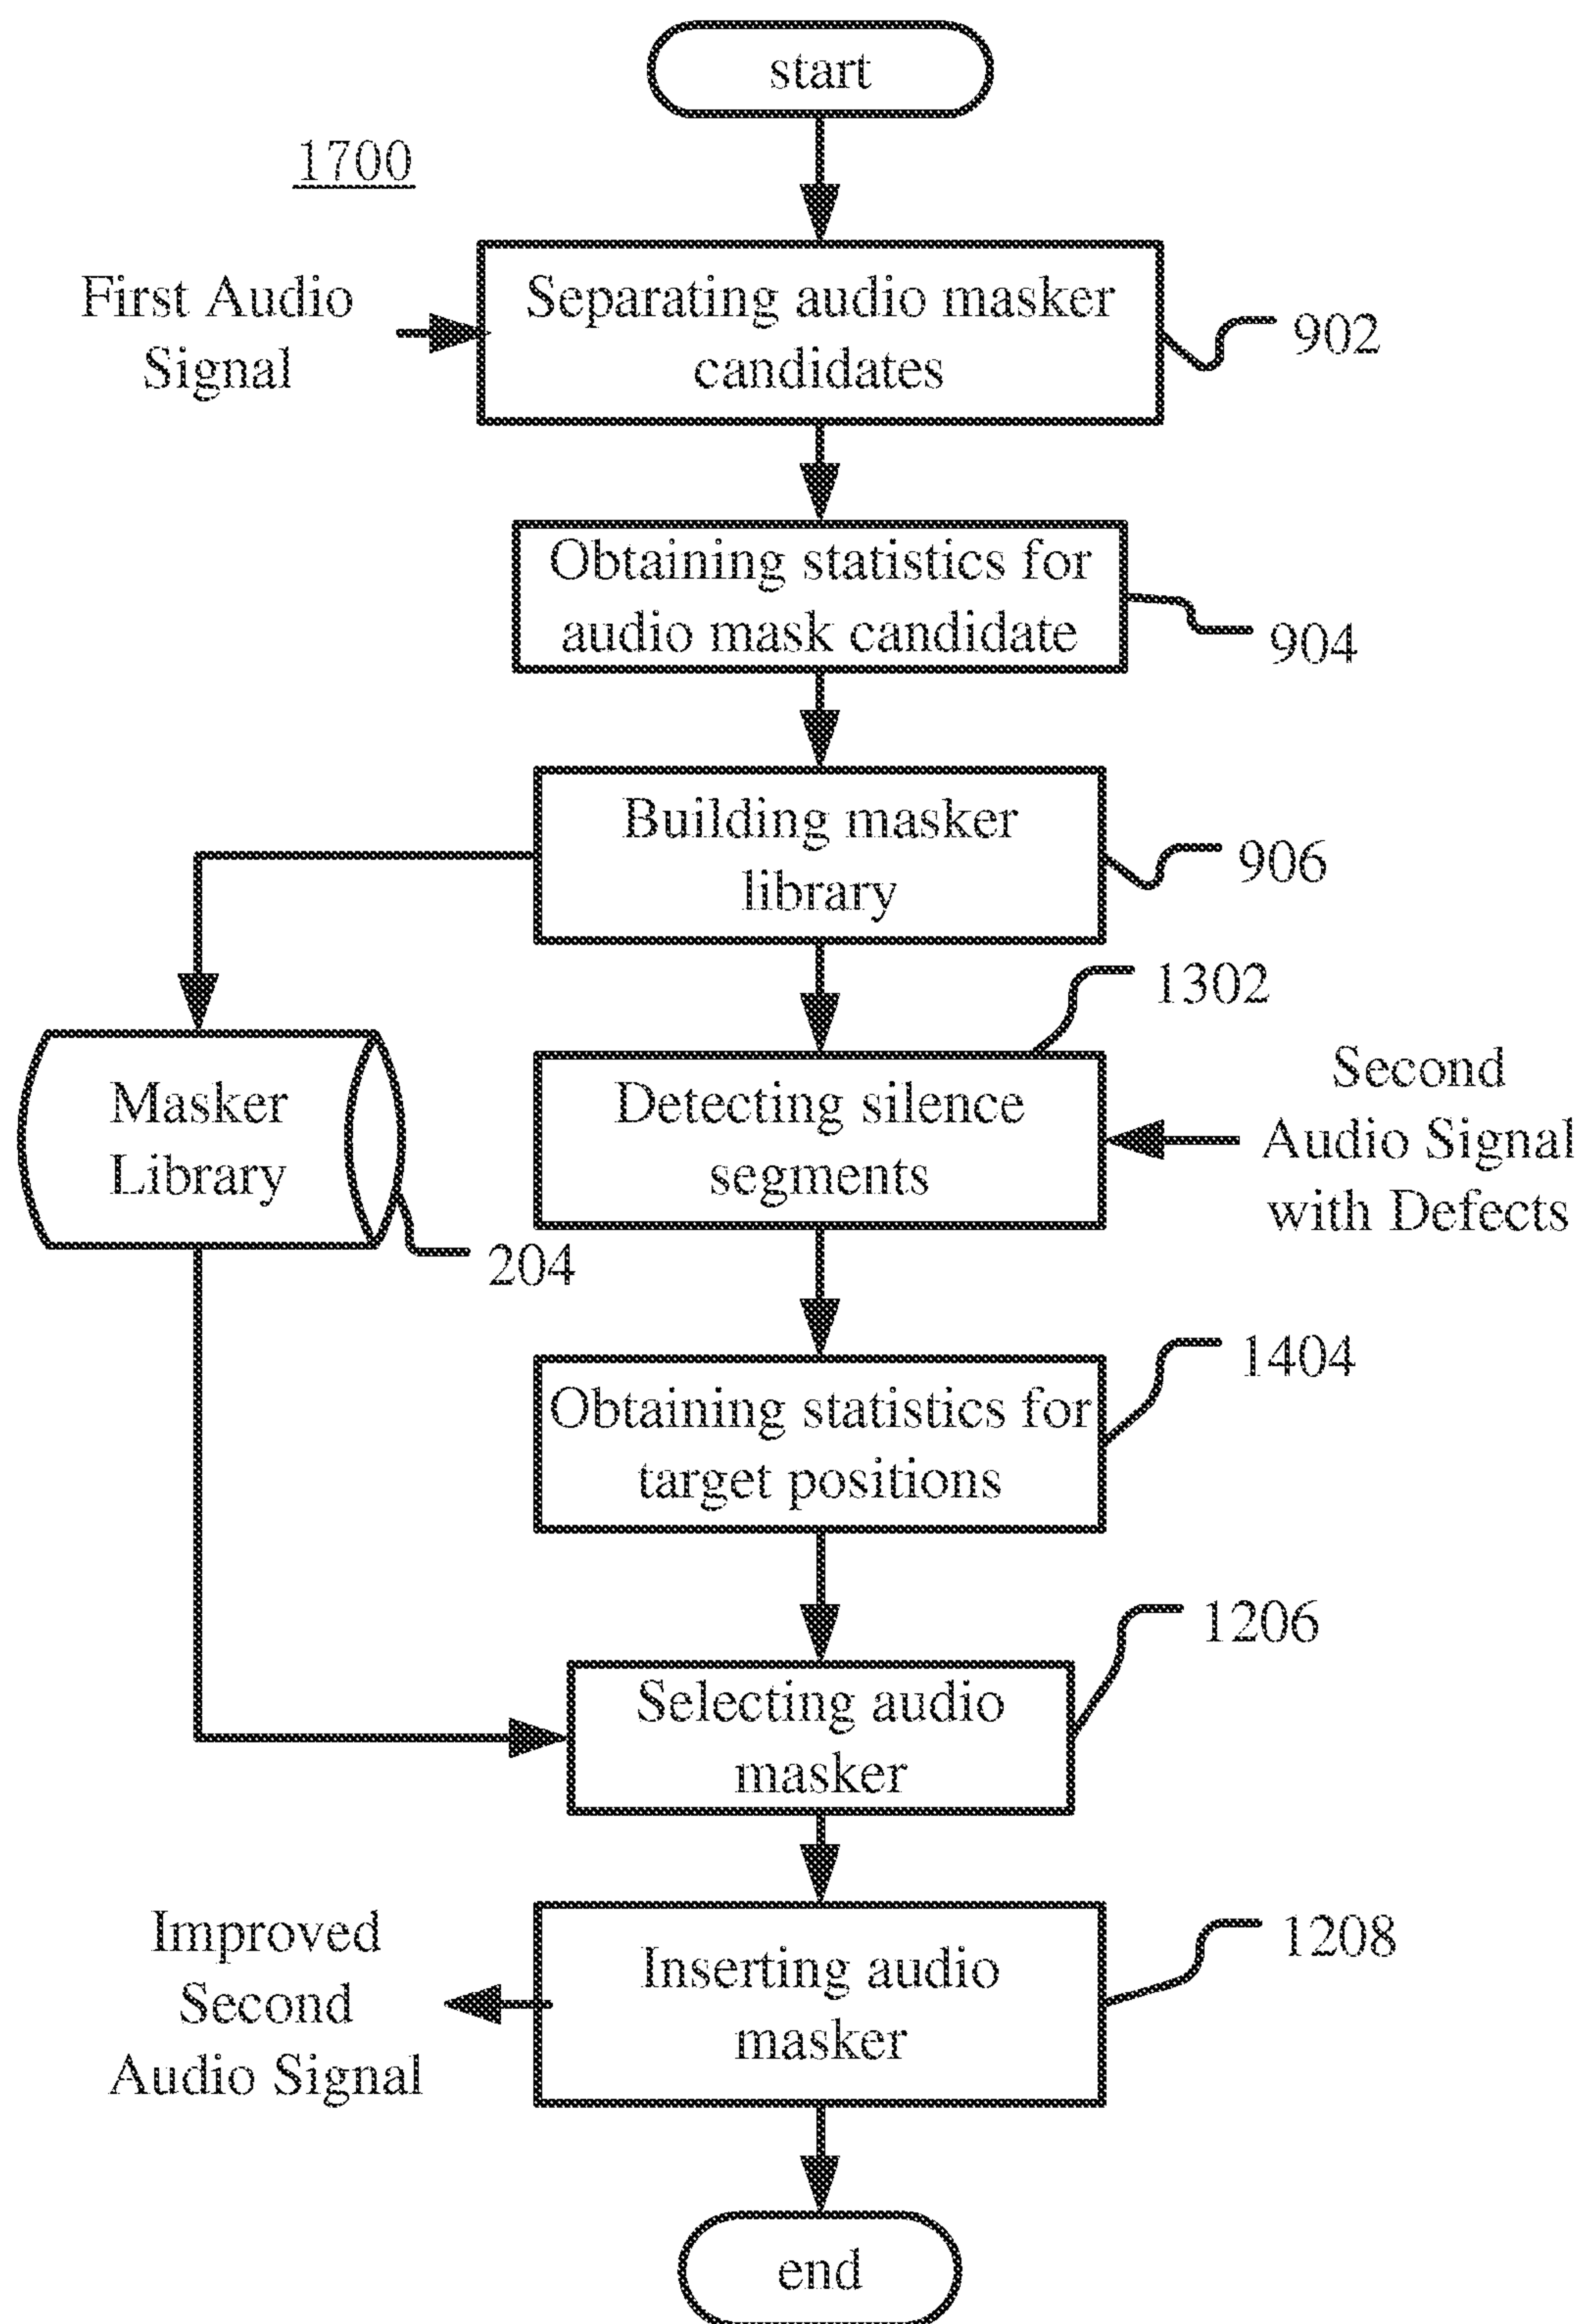 start
1700
First Audio
Signal
Separating audio masker
candidates
902
Obtaining statistics for
audio mask candidate
904
Building masker
library
906
1302
Masker
Library
204
Detecting silence
segments
Second
Audio Signal
with Defects
1404
Obtaining statistics for
target positions
1206
Selecting audio
masker
Improved
Second
Audio Signal
Inserting audio
masker
1208
end